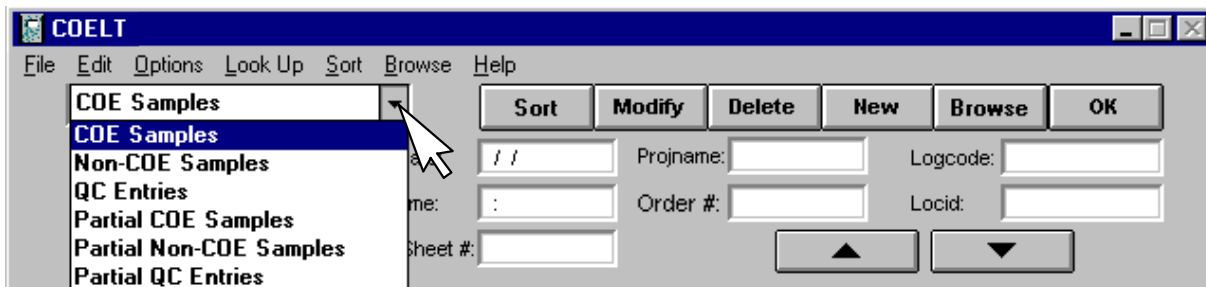 COELT
File Edit Options Look Up Sort Browse Help
COE Samples Sort Modify Delete New Browse OK
COE Samples
Non-COE Samples / / Projname: Logcode:
QC Entries
Partial COE Samples me: : Order #: Locid:
Partial Non-COE Samples Sheet #:
Partial QC Entries